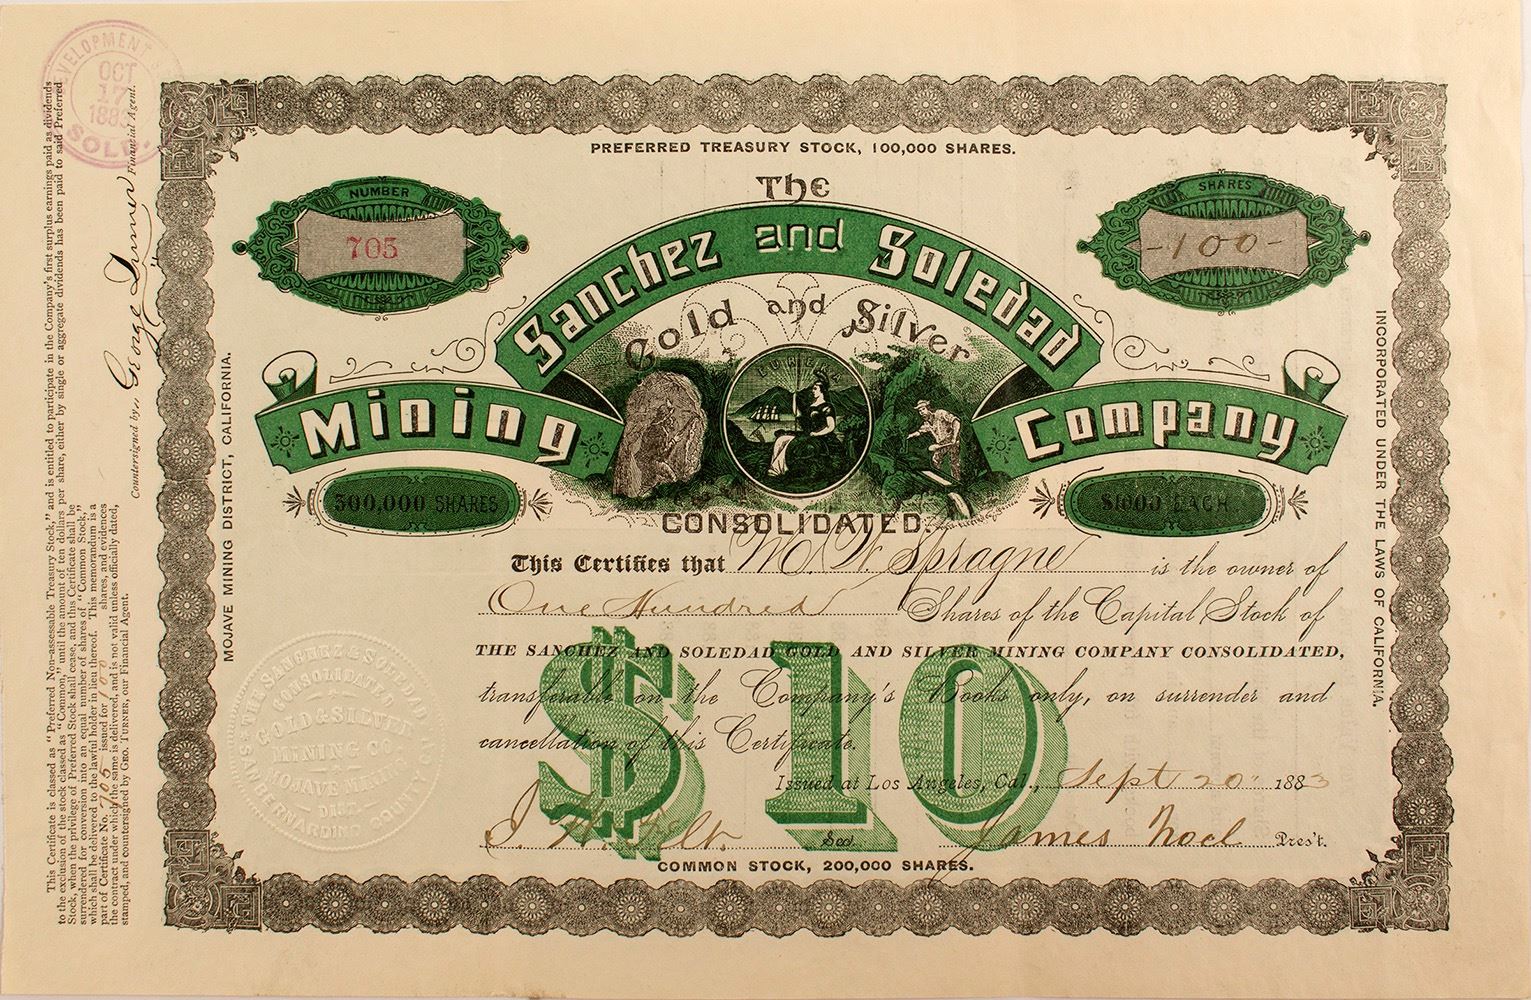 DEVELOPMENT &
OCT
17
1883
SOLD.
PREFERRED TREASURY STOCK, 100,000 SHARES.
NUMBER
705
SHARES
-100-
The
Sanchez and Soledad
Gold and Silver
EUREKA
Mining Company
300,000 SHARES
$1000 EACH
CONSOLIDATED.
This Certifies that M. W. Sprague is the owner of
One Hundred Shares of the Capital Stock of
THE SANCHEZ AND SOLEDAD GOLD AND SILVER MINING COMPANY CONSOLIDATED,
transferable on the Company's Books only, on surrender and
cancellation of this Certificate.
$10
Issued at Los Angeles, Cal., Sept 20" 1883
J. H. Felt. Sec. James Noel Pres't.
COMMON STOCK, 200,000 SHARES.
MOJAVE MINING DISTRICT, CALIFORNIA.
INCORPORATED UNDER THE LAWS OF CALIFORNIA.
THE SANCHEZ & SOLEDAD
CONSOLIDATED
GOLD & SILVER
MINING CO
MOJAVE MINING
DIST
SAN BERNARDINO COUNTY
This Certificate is classed as "Preferred Non-assessable Treasury Stock," and is entitled to participate in the Company's first surplus earnings paid as dividends
to the exclusion of the stock classed as "Common," until the amount of ten dollars per share, either by single or aggregate dividends has been paid to said Preferred
Stock, when the privilege of Preferred Stock shall cease, and this Certificate shall be
surrendered for conversion into an equal number of shares of "Common Stock,"
which shall be delivered to the lawful holder in lieu thereof. This memorandum is a
part of Certificate No. 705 issued for 100 shares, and evidences
the contract under which the same is delivered, and is not valid unless officially dated,
stamped, and countersigned by GEO. TURNER, our Financial Agent.
Countersigned by, George Turner Financial Agent.